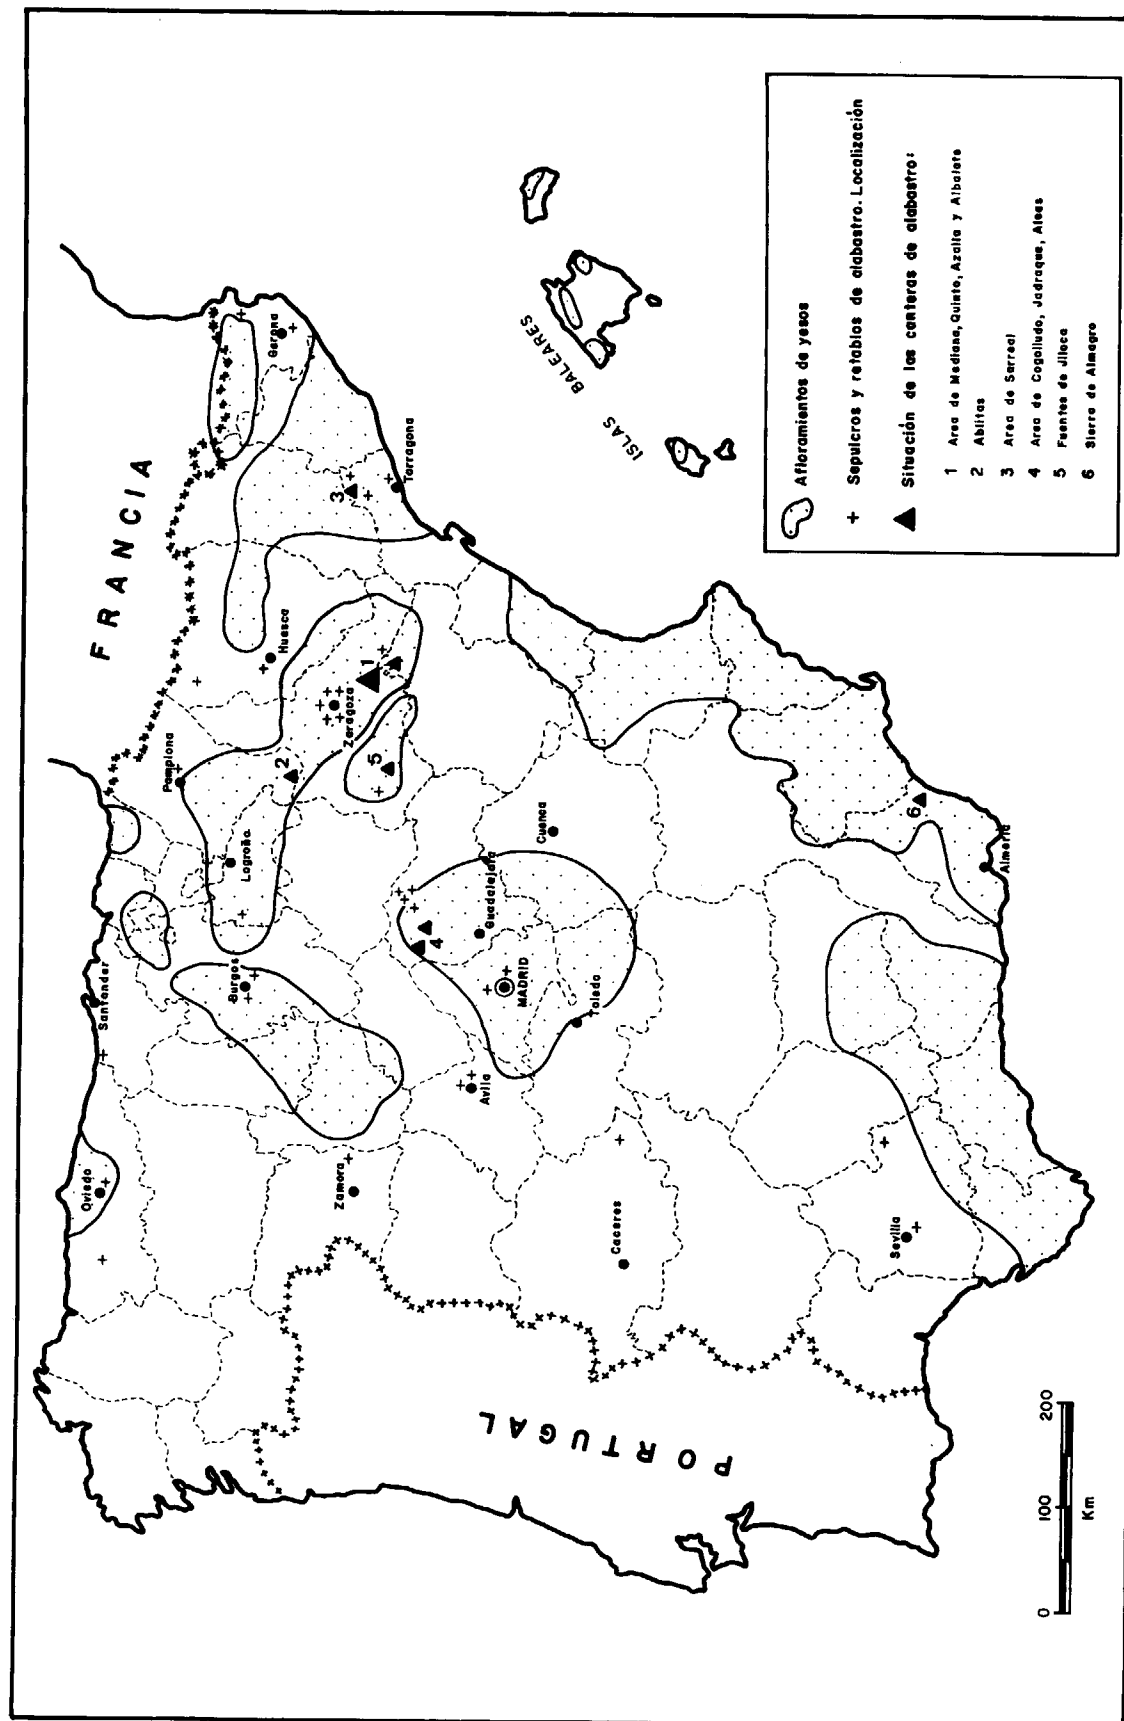 FRANCIA
Oviedo
Santander
Pamplona
Logroño
Burgos
Huesca
Gerona
Zamora
Zaragoza
2
1
3
5
Tarragona
4
Avila
Guadalajara
MADRID
Cuenca
Toledo
ISLAS BALEARES
PORTUGAL
Caceres
Sevilla
6
Almeria
0 100 200
Km
Afloramientos de yesos
+ Sepulcros y retablos de alabastro. Localización
Situación de las canteras de alabastro:
1 Area de Mediana, Quinto, Azaila y Albalate
2 Ablitas
3 Area de Sarreal
4 Area de Cogolludo, Jadraque, Aleas
5 Fuentes de Jiloca
6 Sierra de Almagro